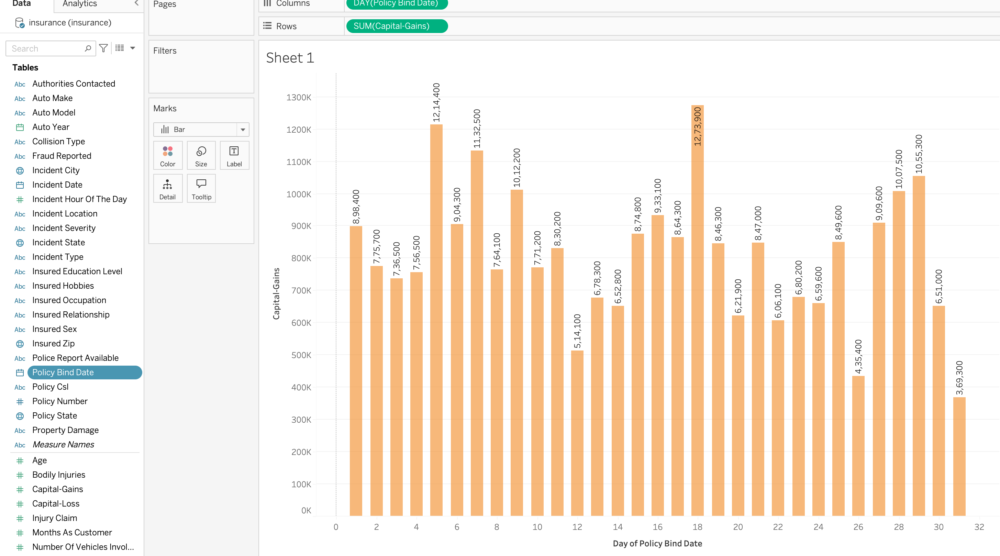 Data
Analytics
insurance (insurance)
Search
Tables
Abc Authorities Contacted
Abc Auto Make
Abc Auto Model
Auto Year
Abc Collision Type
Abc Fraud Reported
Incident City
Incident Date
Incident Hour Of The Day
Abc Incident Location
Abc Incident Severity
Incident State
Abc Incident Type
Abc Insured Education Level
Abc Insured Hobbies
Abc Insured Occupation
Abc Insured Relationship
Abc Insured Sex
Insured Zip
Abc Police Report Available
Policy Bind Date
Abc Policy Csl
Policy Number
Policy State
Abc Property Damage
Abc Measure Names
Age
Bodily Injuries
Capital-Gains
Capital-Loss
Injury Claim
Months As Customer
Number Of Vehicles Invol...
Pages
Filters
Marks
Bar
Color Size Label
Detail Tooltip
Columns DAY(Policy Bind Date)
Rows SUM(Capital-Gains)
Sheet 1
Capital-Gains
1300K
1200K
1100K
1000K
900K
800K
700K
600K
500K
400K
300K
200K
100K
0K
8,98,400
7,75,700
7,36,500
7,56,500
12,14,400
9,04,300
11,32,500
7,64,100
10,12,200
7,71,200
8,30,200
5,14,100
6,78,300
6,52,800
8,74,800
9,33,100
8,64,300
12,73,900
8,46,300
6,21,900
8,47,000
6,06,100
6,80,200
6,59,600
8,49,600
4,35,400
9,09,600
10,07,500
10,55,300
6,51,000
3,69,300
0 2 4 6 8 10 12 14 16 18 20 22 24 26 28 30 32
Day of Policy Bind Date